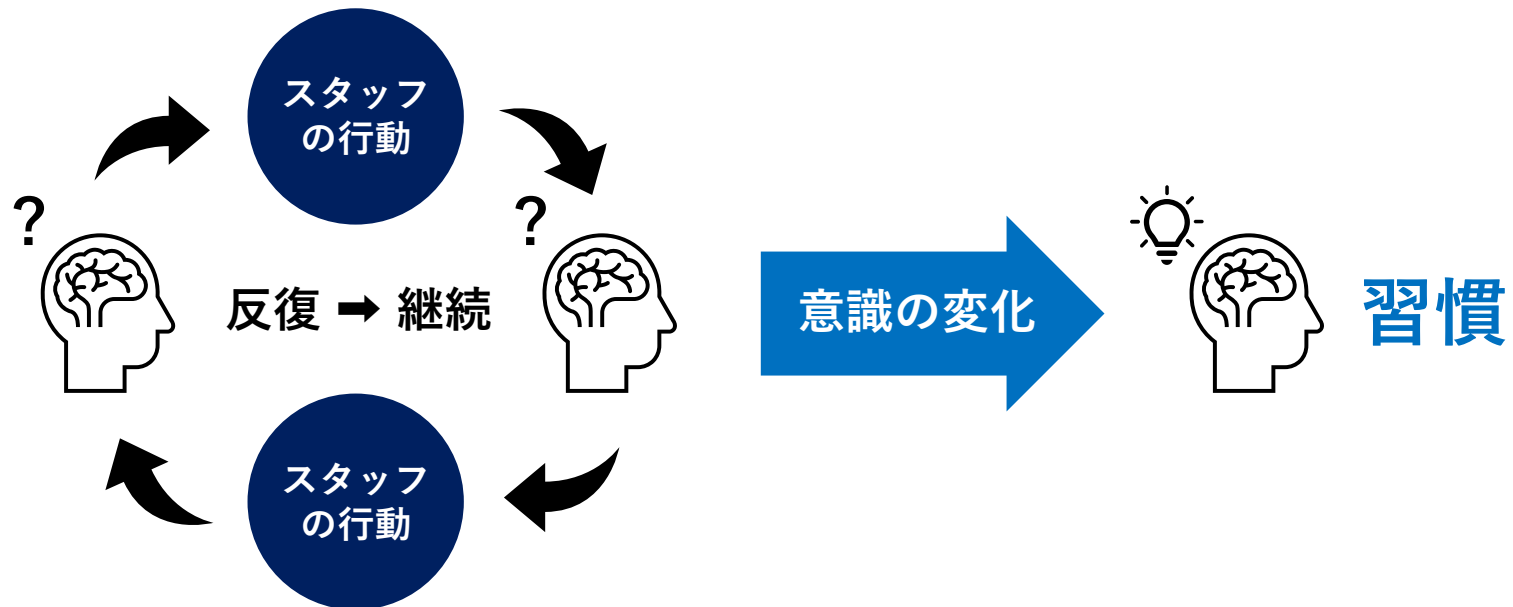 スタッフ
の行動
?
?
反復 ➡ 継続
意識の変化
習慣
スタッフ
の行動